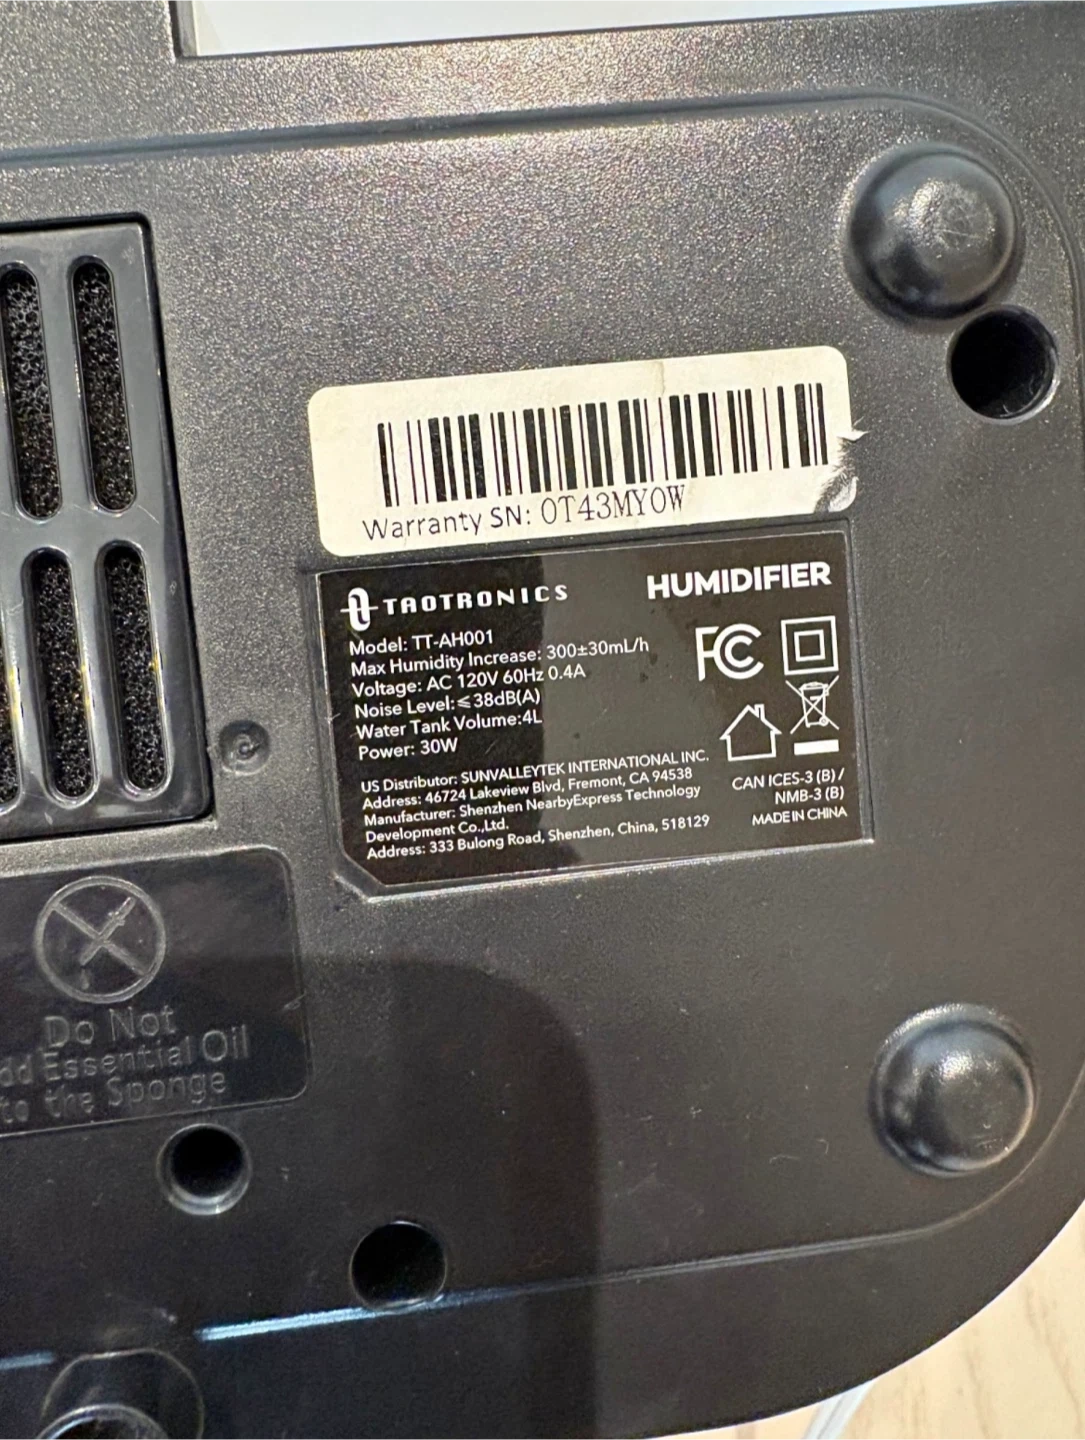 Warranty SN: 0T43MY0W
TAOTRONICS
HUMIDIFIER
Model: TT-AH001
Max Humidity Increase: 300±30mL/h
Voltage: AC 120V 60Hz 0.4A
Noise Level:≤38dB(A)
Water Tank Volume:4L
Power: 30W
FC
US Distributor: SUNVALLEYTEK INTERNATIONAL INC.
Address: 46724 Lakeview Blvd, Fremont, CA 94538
Manufacturer: Shenzhen NearbyExpress Technology
Development Co.,Ltd.
Address: 333 Bulong Road, Shenzhen, China, 518129
CAN ICES-3 (B) /
NMB-3 (B)
MADE IN CHINA
Do Not
dd Essential Oil
to the Sponge